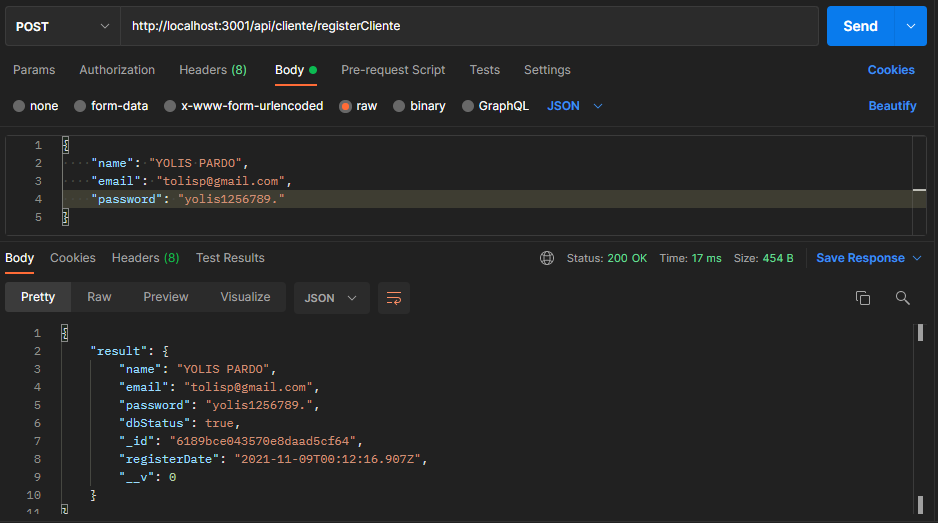 POST http://localhost:3001/api/cliente/registerCliente Send
Params Authorization Headers (8) Body Pre-request Script Tests Settings Cookies
none form-data x-www-form-urlencoded raw binary GraphQL JSON Beautify
1 {
2 "name": "YOLIS PARDO",
3 "email": "tolisp@gmail.com",
4 "password": "yolis1256789."
5 }
Body Cookies Headers (8) Test Results Status: 200 OK Time: 17 ms Size: 454 B Save Response
Pretty Raw Preview Visualize JSON
1 {
2 "result": {
3 "name": "YOLIS PARDO",
4 "email": "tolisp@gmail.com",
5 "password": "yolis1256789.",
6 "dbStatus": true,
7 "_id": "6189bce043570e8daad5cf64",
8 "registerDate": "2021-11-09T00:12:16.907Z",
9 "__v": 0
10 }
11 }